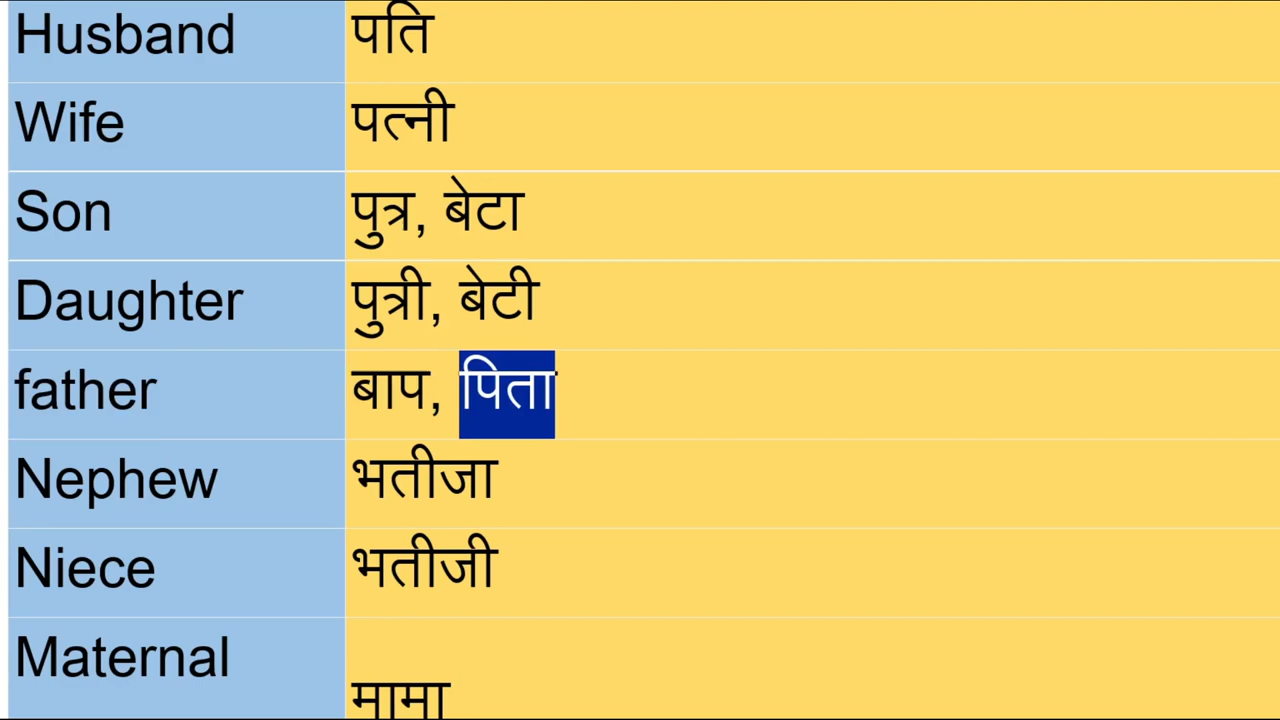 Husband पति
Wife पत्नी
Son पुत्र, बेटा
Daughter पुत्री, बेटी
father बाप, पिता
Nephew भतीजा
Niece भतीजी
Maternal
मामा